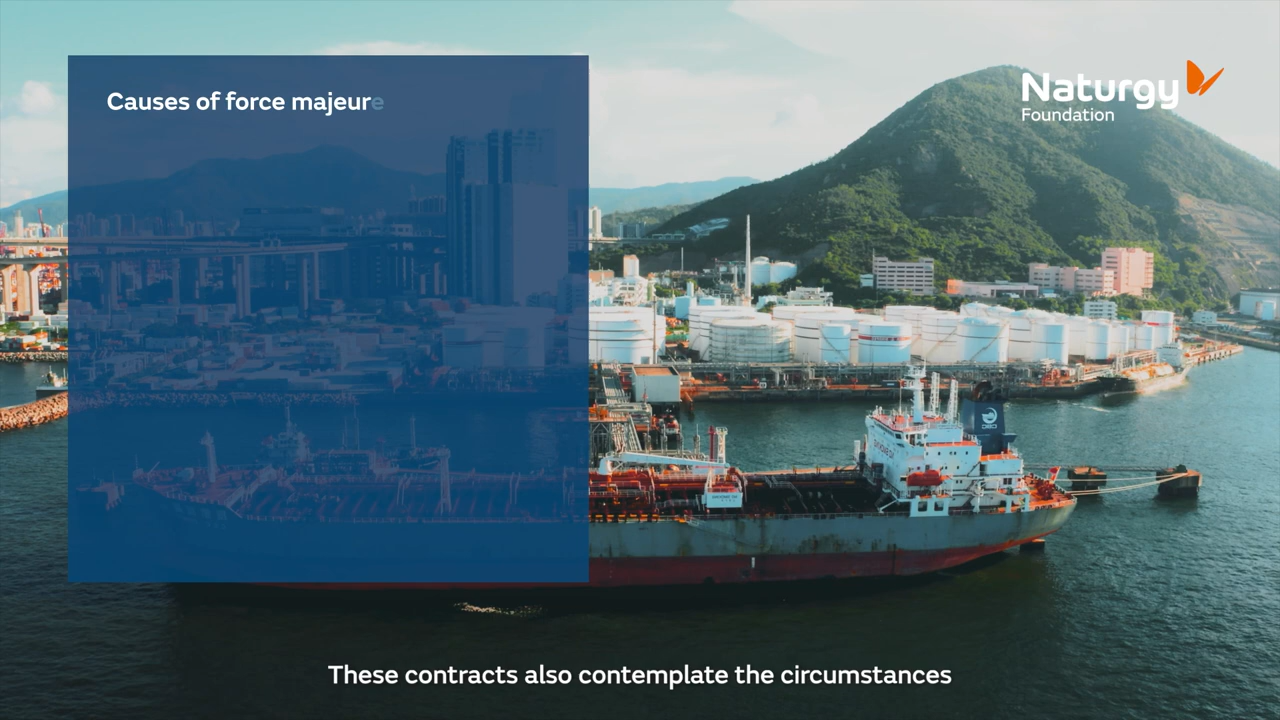 Causes of force majeure
Naturgy
Foundation
These contracts also contemplate the circumstances